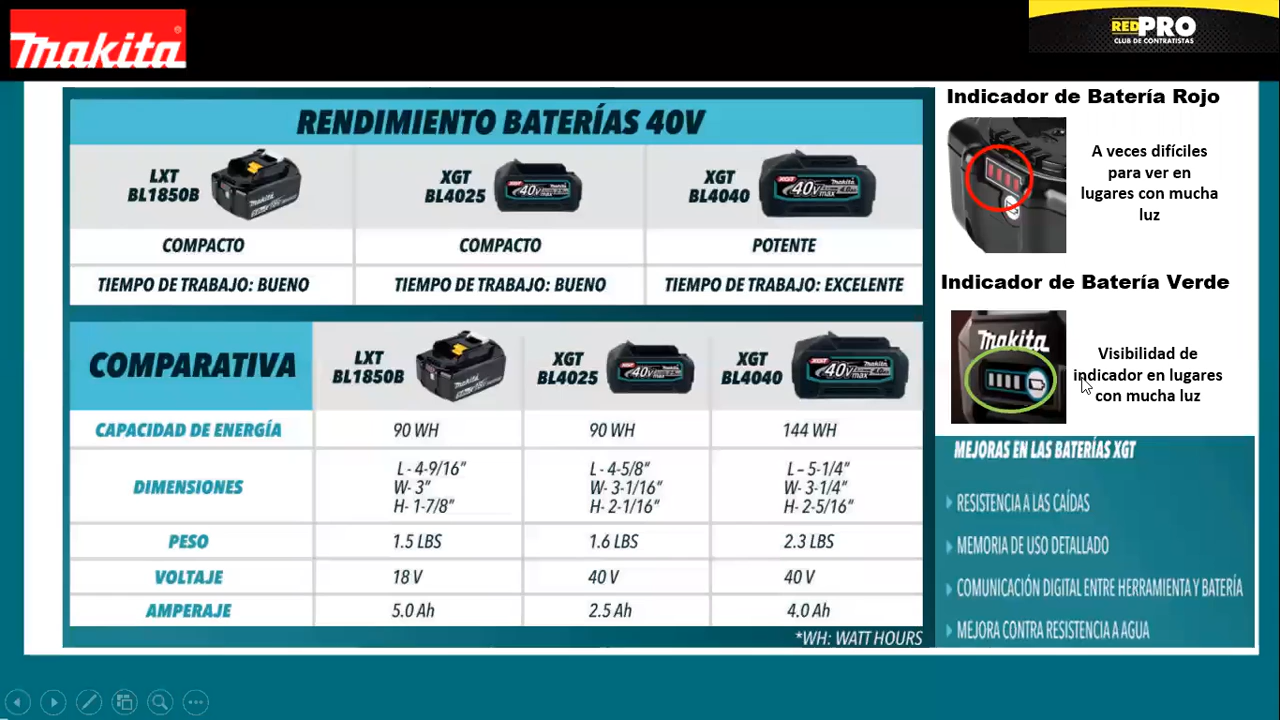 makita
REDPRO
CLUB DE CONTRATISTAS
RENDIMIENTO BATERÍAS 40V
LXT
BL1850B
XGT
BL4025
XGT
BL4040
COMPACTO
COMPACTO
POTENTE
TIEMPO DE TRABAJO: BUENO
TIEMPO DE TRABAJO: BUENO
TIEMPO DE TRABAJO: EXCELENTE
COMPARATIVA
LXT
BL1850B
XGT
BL4025
XGT
BL4040
CAPACIDAD DE ENERGÍA
90 WH
90 WH
144 WH
DIMENSIONES
L - 4-9/16"
W- 3"
H- 1-7/8"
L - 4-5/8"
W- 3-1/16"
H- 2-1/16"
L – 5-1/4"
W- 3-1/4"
H- 2-5/16"
PESO
1.5 LBS
1.6 LBS
2.3 LBS
VOLTAJE
18 V
40 V
40 V
AMPERAJE
5.0 Ah
2.5 Ah
4.0 Ah
*WH: WATT HOURS
Indicador de Batería Rojo
A veces difíciles
para ver en
lugares con mucha
luz
Indicador de Batería Verde
makita
Visibilidad de
indicador en lugares
con mucha luz
MEJORAS EN LAS BATERÍAS XGT
RESISTENCIA A LAS CAÍDAS
MEMORIA DE USO DETALLADO
COMUNICACIÓN DIGITAL ENTRE HERRAMIENTA Y BATERÍA
MEJORA CONTRA RESISTENCIA A AGUA